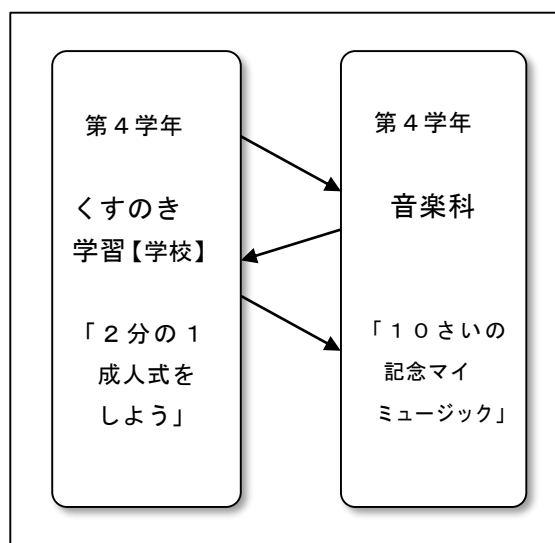 第４学年
くすのき
学習【学校】
「２分の１
成人式を
しよう」
第４学年
音楽科
「１０さいの
記念マイ
ミュージック」